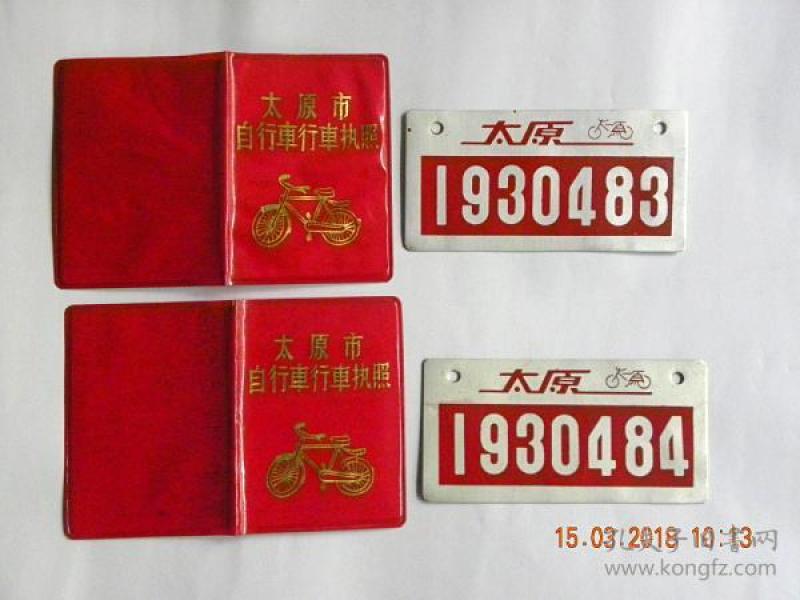 太原市
自行車行車执照
太原
1930483
太原市
自行車行車执照
太原
1930484
15.03.2018 10:13
孔夫子旧書网
www.kongfz.com